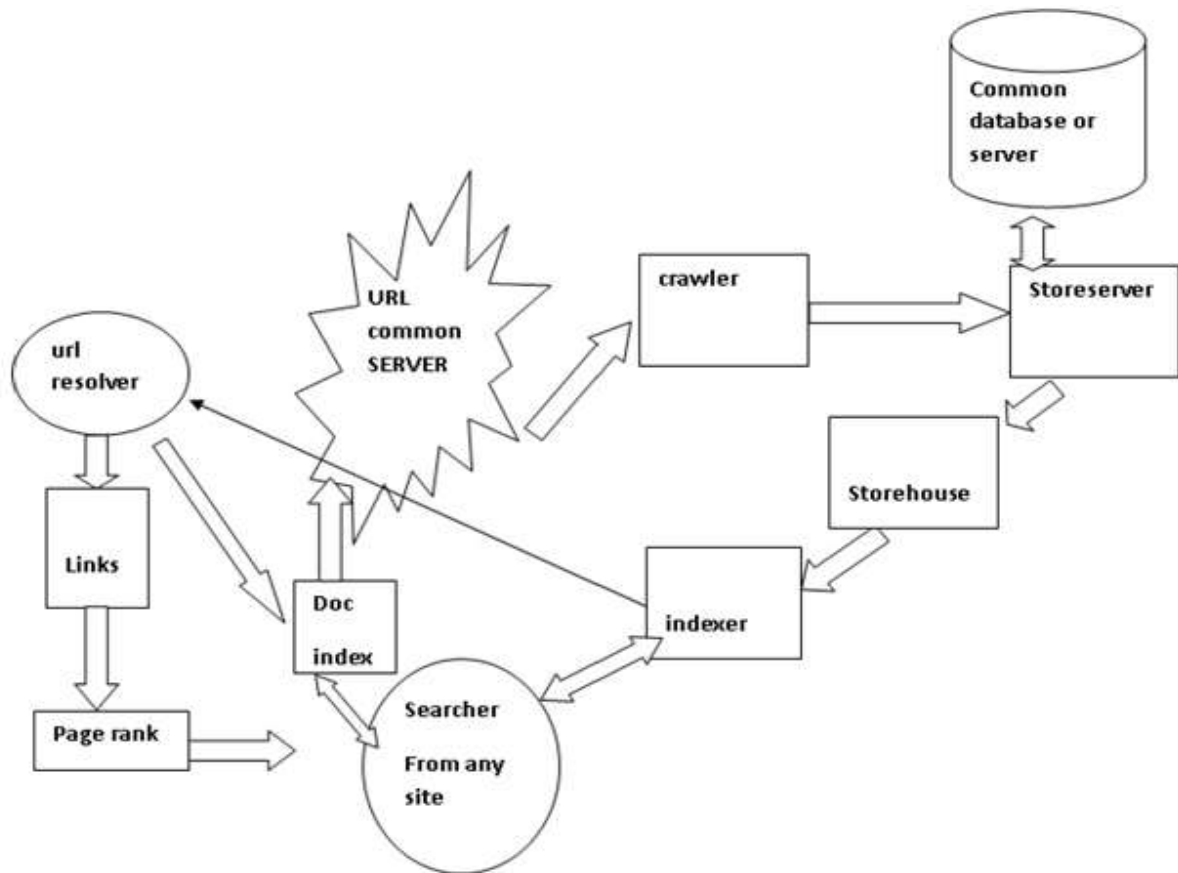 Common
database or
server
crawler
Storeserver
URL
common
SERVER
url
resolver
Storehouse
Links
Doc
index
indexer
Searcher
From any
site
Page rank